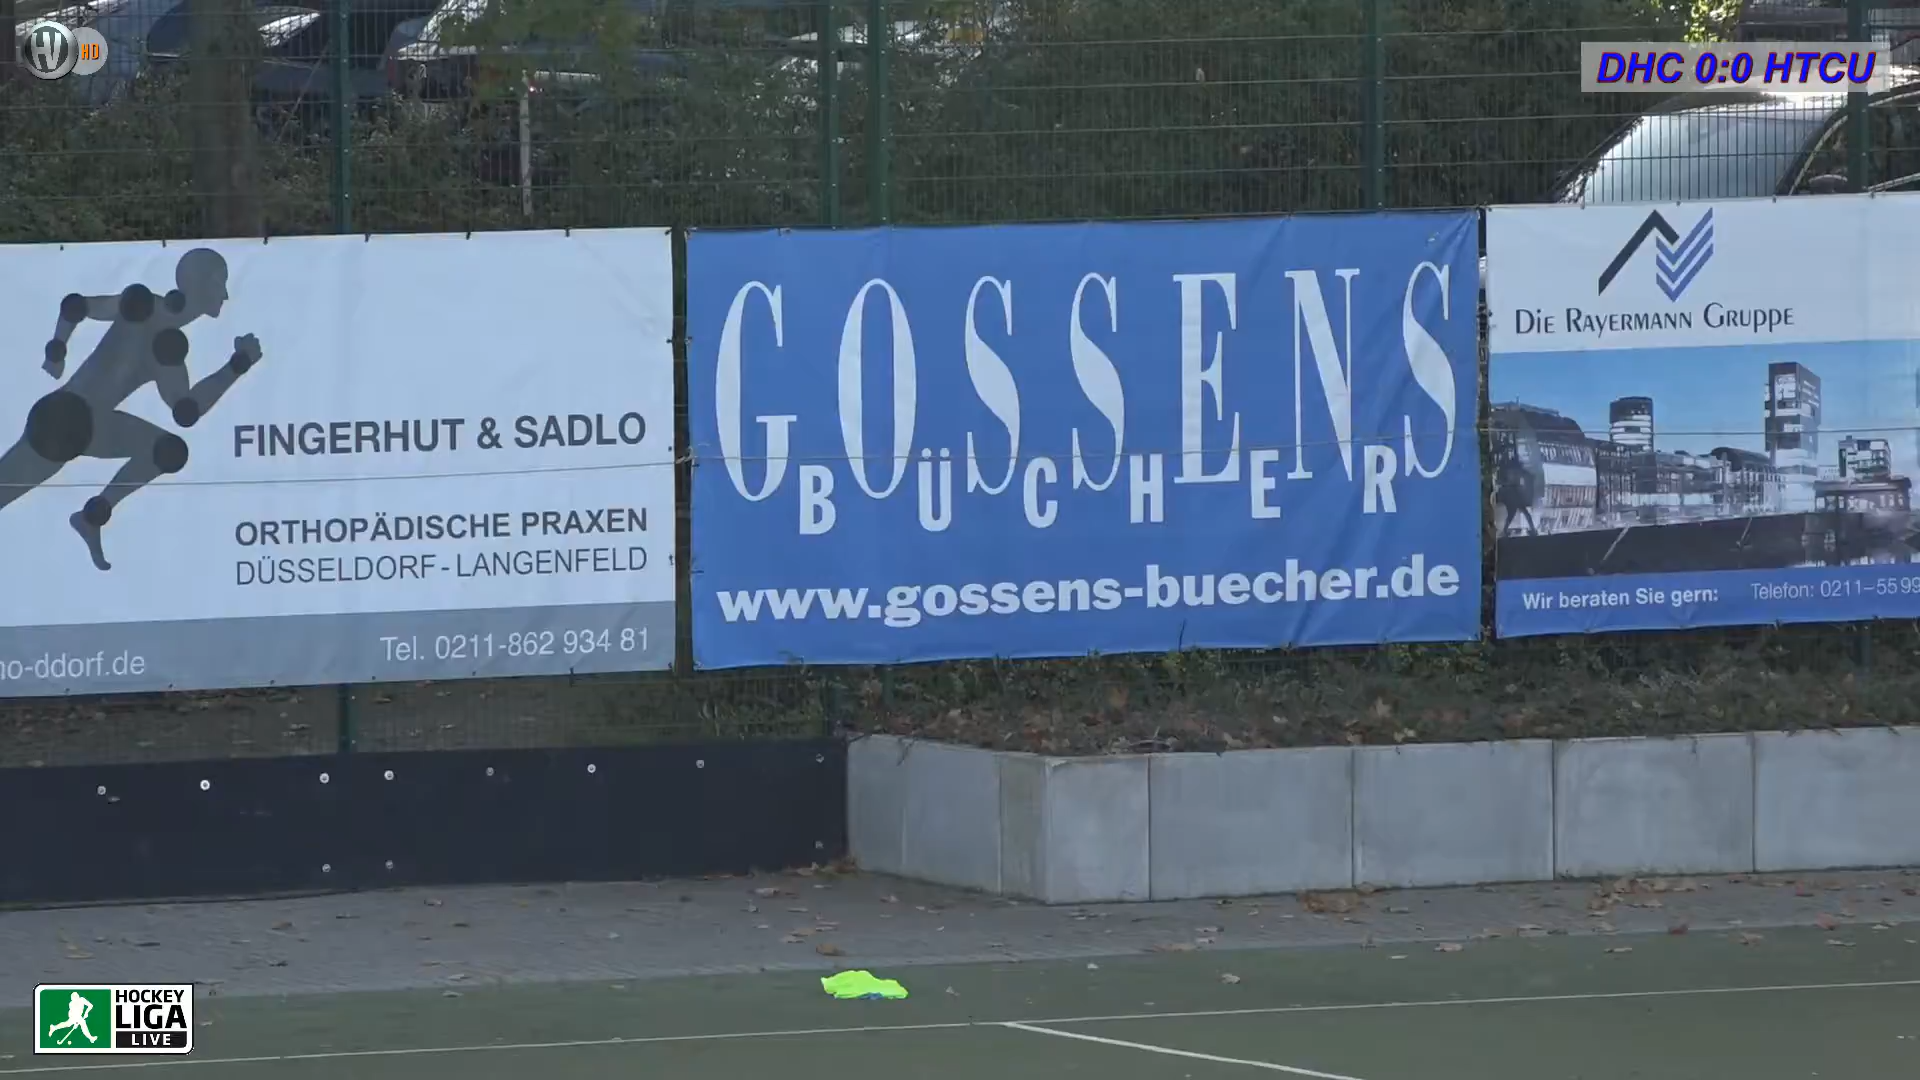 HV HD
DHC 0:0 HTCU
FINGERHUT & SADLO
ORTHOPÄDISCHE PRAXEN
DÜSSELDORF-LANGENFELD
Tel. 0211-862 934 81
no-ddorf.de
GOSSENS
BÜCHER
www.gossens-buecher.de
DIE RAYERMANN GRUPPE
Wir beraten Sie gern: Telefon: 0211-55 99
HOCKEY
LIGA
LIVE